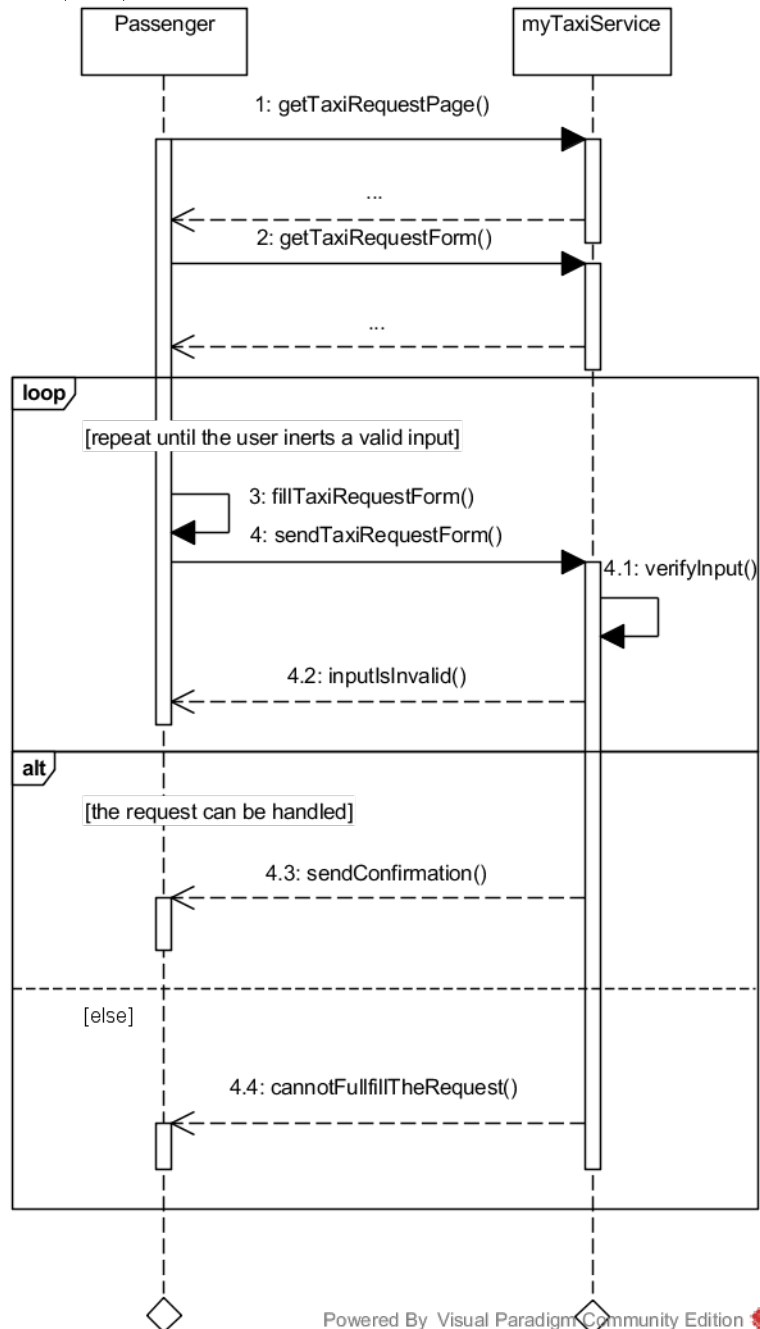 Passenger
myTaxiService
1: getTaxiRequestPage()
...
2: getTaxiRequestForm()
...
loop
[repeat until the user inerts a valid input]
3: fillTaxiRequestForm()
4: sendTaxiRequestForm()
4.1: verifyInput()
4.2: inputIsInvalid()
alt
[the request can be handled]
4.3: sendConfirmation()
[else]
4.4: cannotFullfillTheRequest()
Powered By Visual Paradigm Community Edition